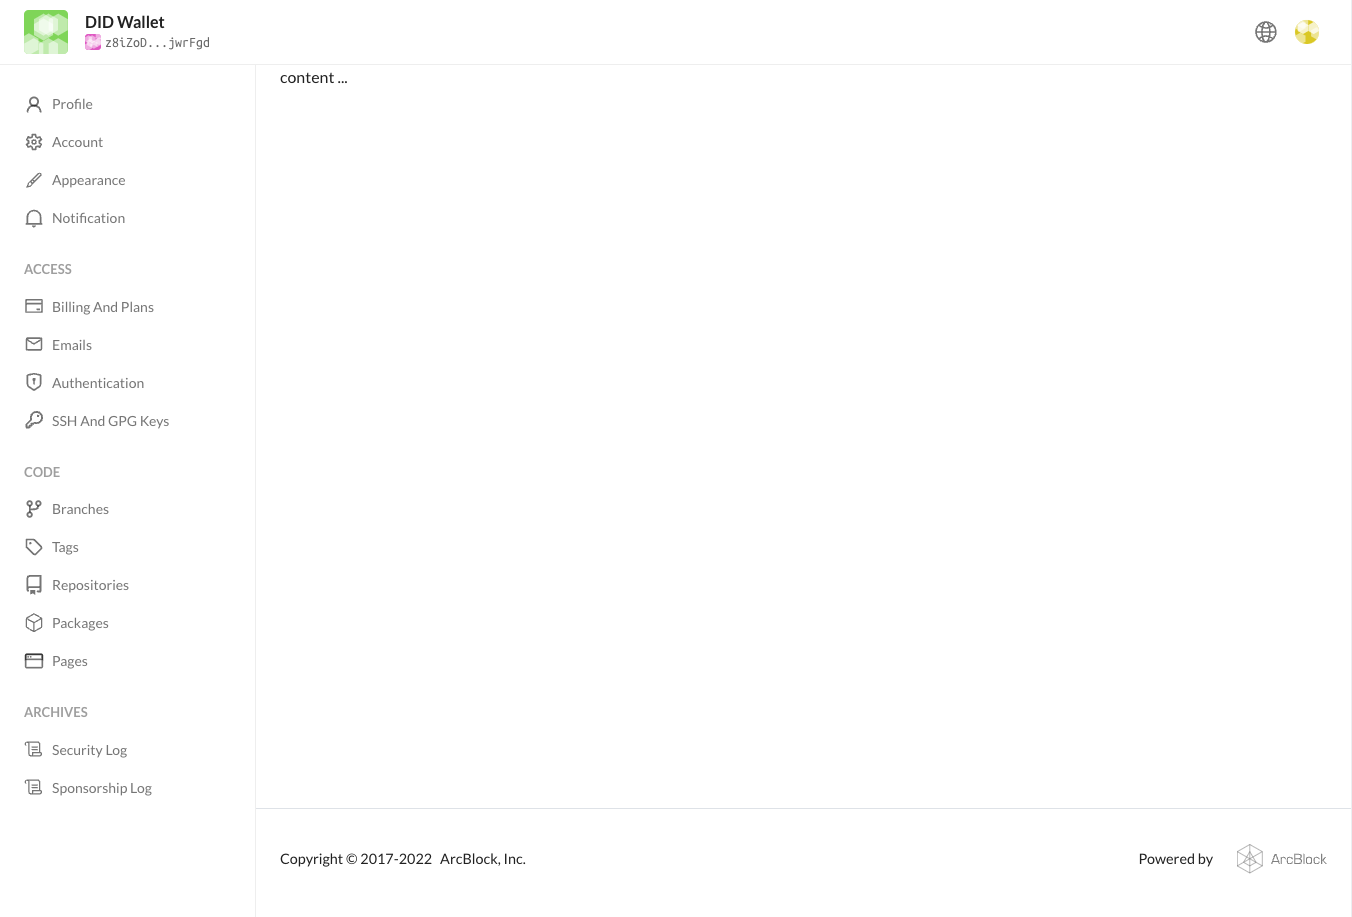 DID Wallet
z8iZoD...jwrFgd
content ...
Profile
Account
Appearance
Notification
ACCESS
Billing And Plans
Emails
Authentication
SSH And GPG Keys
CODE
Branches
Tags
Repositories
Packages
Pages
ARCHIVES
Security Log
Sponsorship Log
Copyright © 2017-2022 ArcBlock, Inc.
Powered by ArcBlock